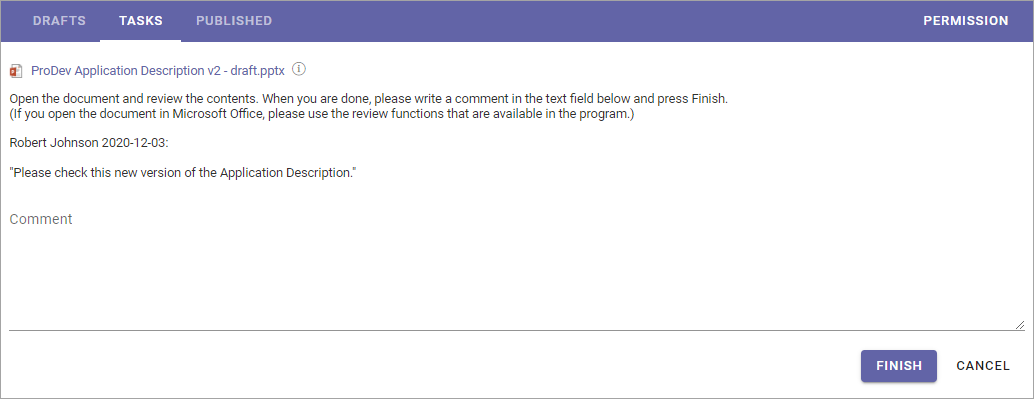 DRAFTS TASKS PUBLISHED PERMISSION
ProDev Application Description v2 - draft.pptx
Open the document and review the contents. When you are done, please write a comment in the text field below and press Finish.
(If you open the document in Microsoft Office, please use the review functions that are available in the program.)
Robert Johnson 2020-12-03:
"Please check this new version of the Application Description."
Comment
FINISH CANCEL